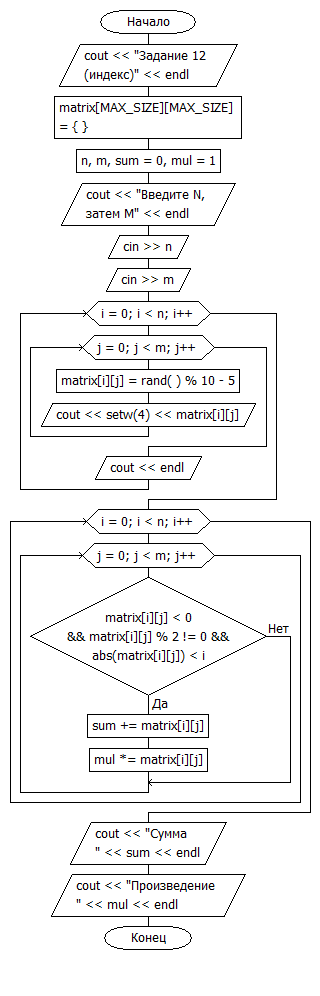 Начало
cout << "Задание 12
(индекс)" << endl
matrix[MAX_SIZE][MAX_SIZE]
= { }
n, m, sum = 0, mul = 1
cout << "Введите N,
затем M" << endl
cin >> n
cin >> m
i = 0; i < n; i++
j = 0; j < m; j++
matrix[i][j] = rand( ) % 10 - 5
cout << setw(4) << matrix[i][j]
cout << endl
i = 0; i < n; i++
j = 0; j < m; j++
matrix[i][j] < 0
&& matrix[i][j] % 2 != 0 &&
abs(matrix[i][j]) < i
Нет
Да
sum += matrix[i][j]
mul *= matrix[i][j]
cout << "Сумма
" << sum << endl
cout << "Произведение
" << mul << endl
Конец